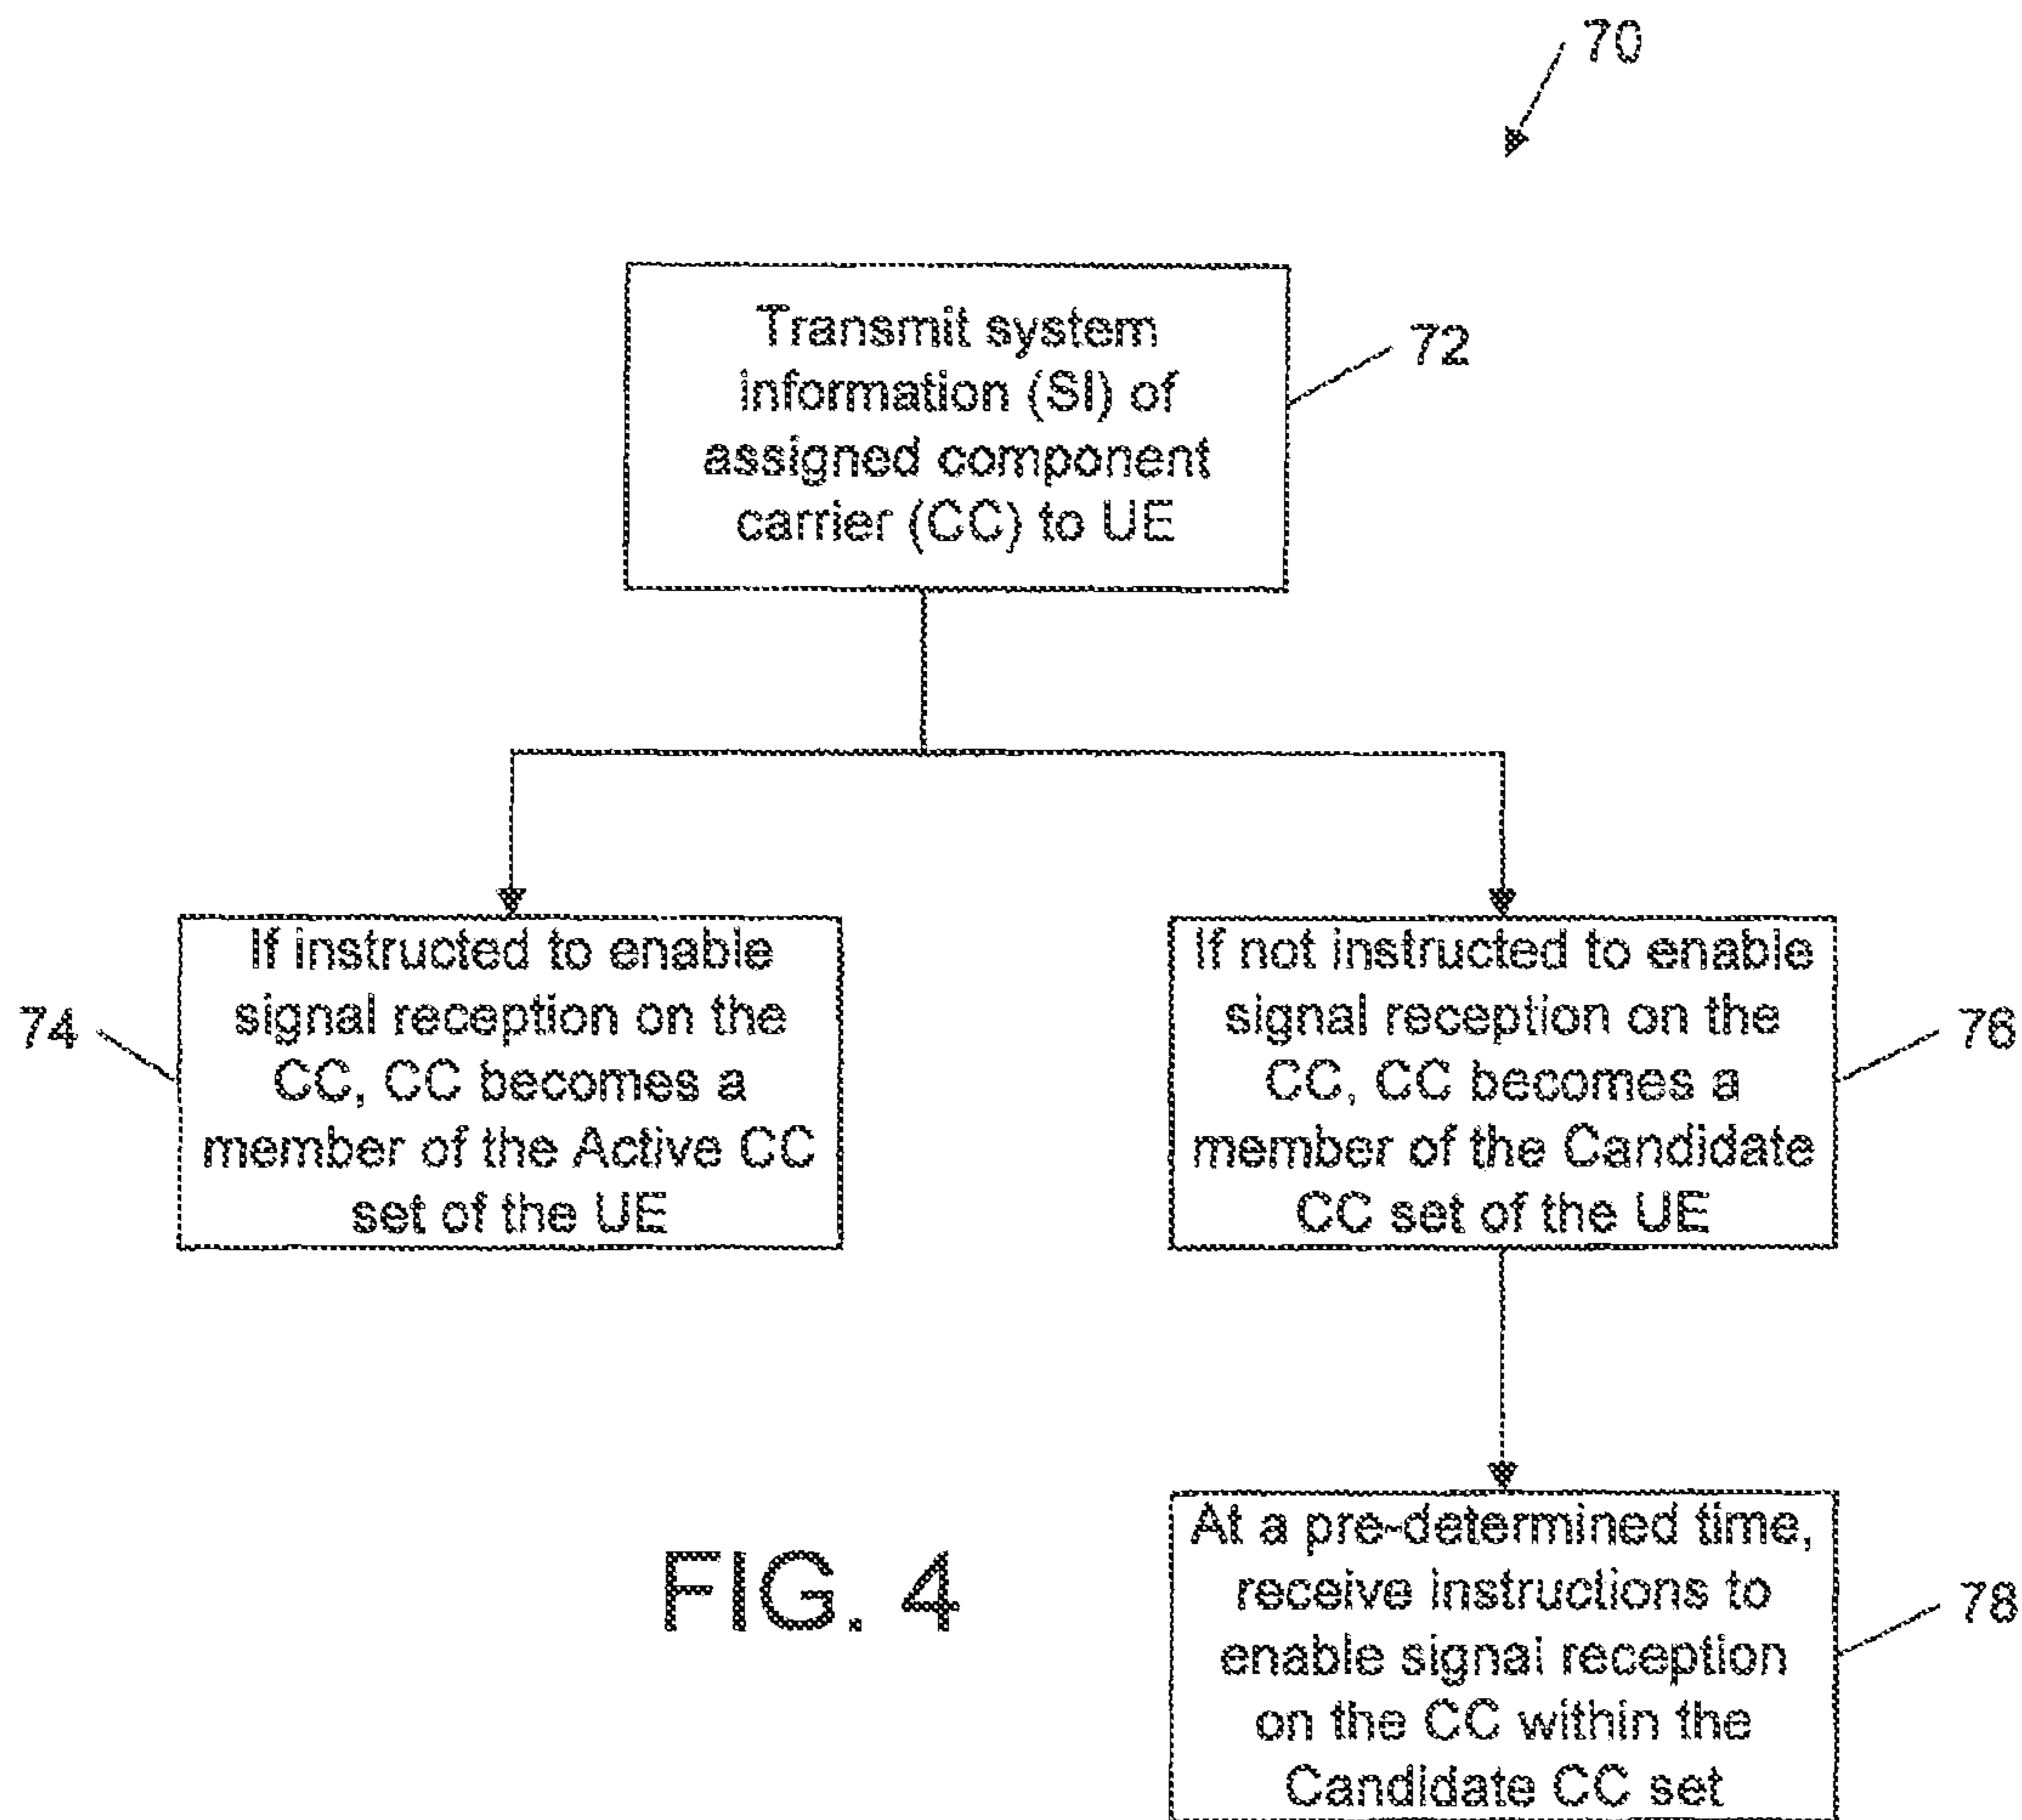 70
Transmit system
information (SI) of
assigned component
carrier (CC) to UE
72
If instructed to enable
signal reception on the
CC, CC becomes a
member of the Active CC
set of the UE
74
If not instructed to enable
signal reception on the
CC, CC becomes a
member of the Candidate
CC set of the UE
76
At a pre-determined time,
receive instructions to
enable signal reception
on the CC within the
Candidate CC set
78
FIG. 4